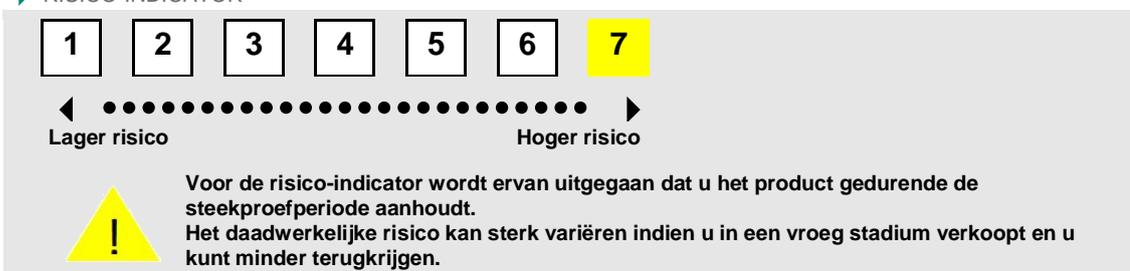 RISICO-INDICATOR
1 2 3 4 5 6 7
Lager risico Hoger risico
!
Voor de risico-indicator wordt ervan uitgegaan dat u het product gedurende de
steekproefperiode aanhoudt.
Het daadwerkelijke risico kan sterk variëren indien u in een vroeg stadium verkoopt en u
kunt minder terugkrijgen.